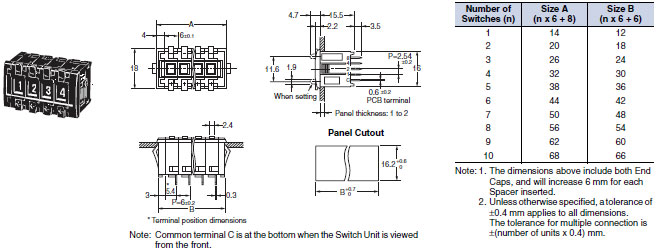 A
4
6±0.1
18
4.7
15.5
2.2
3.5
P=2.54
±0.2
11.6
1.9
16
When setting
0.6 ±0.2
PCB terminal
Panel thickness: 1 to 2
1 2 3 4
2.4
3
5.4
P=6±0.2
B
0.3
* Terminal position dimensions
Panel Cutout
16.2 +0.6
0
B +0.7
0
Note: Common terminal C is at the bottom when the Switch Unit is viewed
from the front.
Number of Switches (n) Size A (n x 6 + 8) Size B (n x 6 + 6)
1 14 12
2 20 18
3 26 24
4 32 30
5 38 36
6 44 42
7 50 48
8 56 54
9 62 60
10 68 66
Note: 1. The dimensions above include both End
Caps, and will increase 6 mm for each
Spacer inserted.
2. Unless otherwise specified, a tolerance of
±0.4 mm applies to all dimensions.
The tolerance for multiple connection is
±(number of units x 0.4) mm.